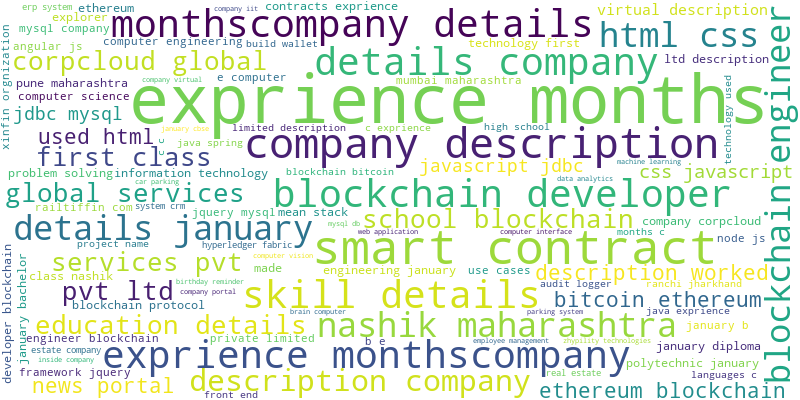 erp system
ethereum
company iit
contracts exprience
virtual description
explorer
monthscompany details
mysql company
html css
angular js
computer engineering
build wallet
technology first
corpcloud global
details company
ltd description
xinfin orgnization
pune maharashtra
company virtual
e computer
mumbai maharashtra
computer science
exprience months
jdbc mysql
january cbse
limited description
c exprience
high school
technology used
used html
c c
java spring
company description
blockchain engineer
first class
javascript jdbc
machine learning
problem solving
information technology
blockchain bitcoin
css javascript
car parking
data analytics
global services
blockchain developer
railtiffin com
system crm
jquery mysql
mean stack
school blockchain
mysql db
company corpcloud
details january
web application
computer interface
months c
project name
hyperledger fabric
smart contract
node js
services pvt
computer vision
class nashik
made
engineering january
use cases
description worked
developer blockchain
january bachelor
birthday reminder
audit logger
ranchi jharkhand
pvt ltd
company portal
skill details
bitcoin ethereum
blockchain protocol
brain computer
parking system
java exprience
education details
nashik maharashtra
january b
engineer blockchain
private limited
b e
employee management
zhypility technologies
estate company
exprience monthscompany
january diploma
inside company
polytechnic january
framework jquery
real estate
languages c
news portal
description company
front end
ethereum blockchain